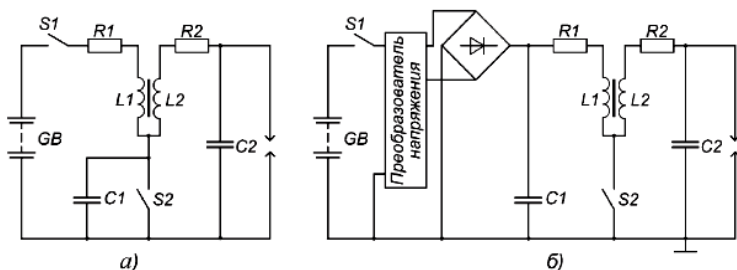 S1
R1
R2
L1
L2
GB
C2
C1
S2
а)
S1
Преобразователь
напряжения
R1
R2
L1
L2
GB
C2
C1
S2
б)